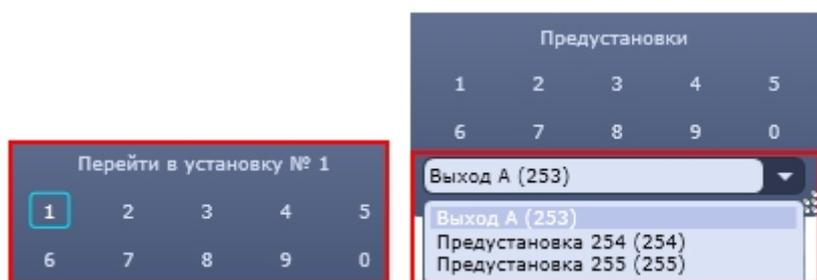 Перейти в установку № 1
1 2 3 4 5
6 7 8 9 0
Предустановки
1 2 3 4 5
6 7 8 9 0
Выход A (253)
Выход A (253)
Предустановка 254 (254)
Предустановка 255 (255)